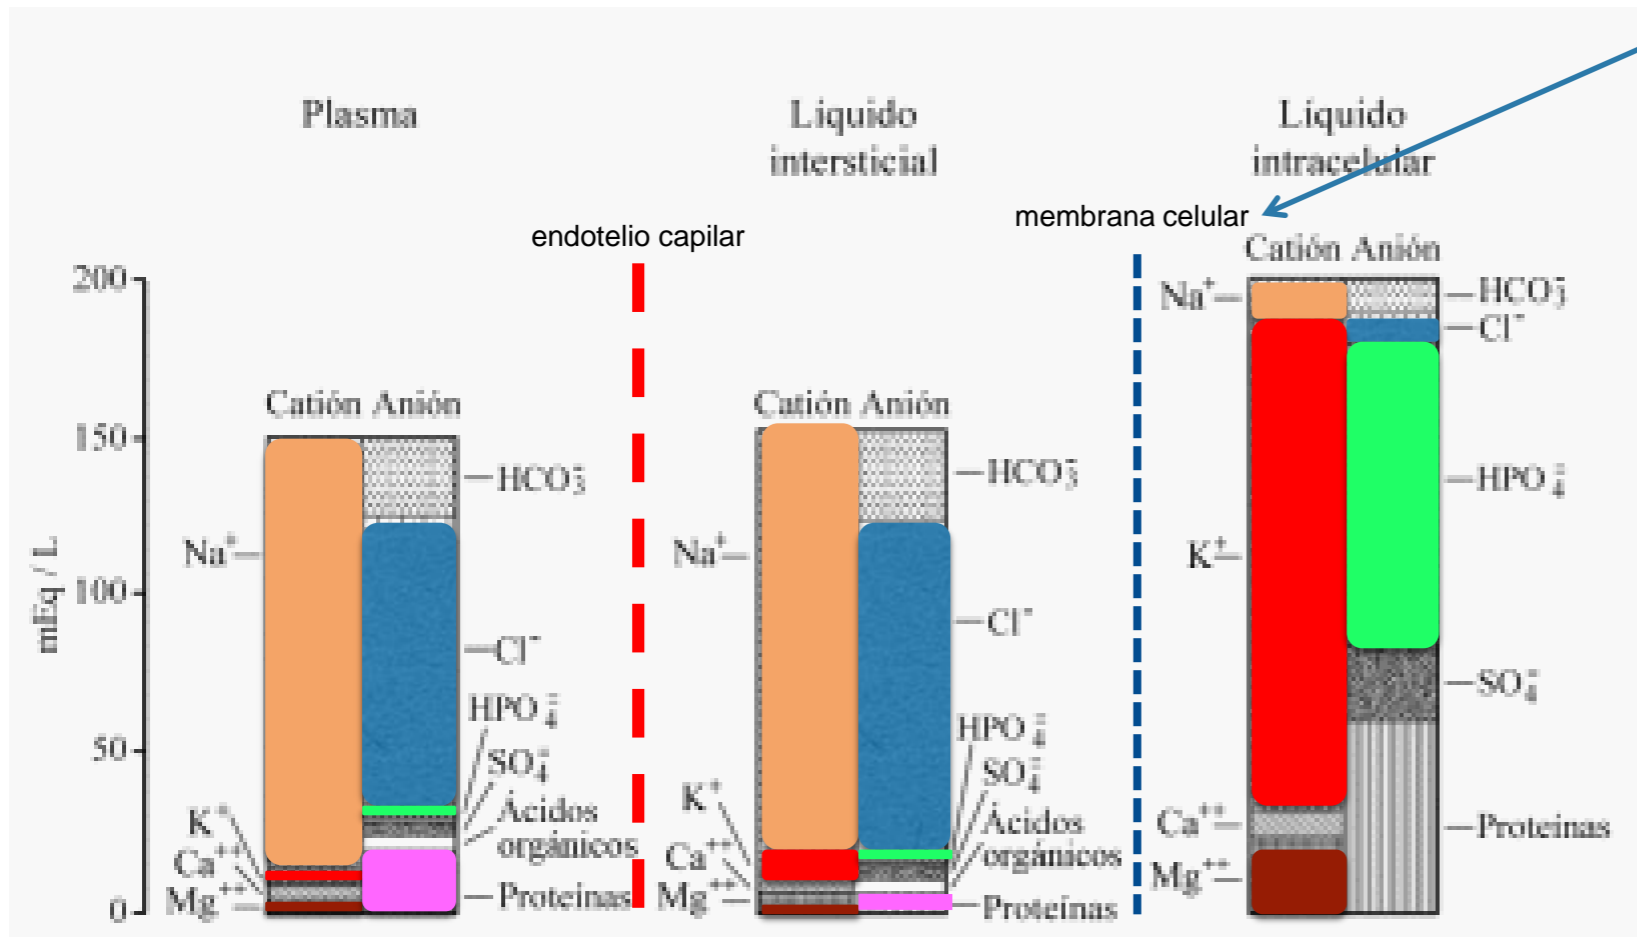 Plasma
Líquido
intersticial
Líquido
intracelular
endotelio capilar
membrana celular
mEq / L
200
150
100
50
0
Catión Anión
Na⁺
K⁺
Ca⁺⁺
Mg⁺⁺
HCO₃⁻
Cl⁻
HPO₄⁼
SO₄⁼
Ácidos
orgánicos
Proteínas
Catión Anión
Na⁺
K⁺
Ca⁺⁺
Mg⁺⁺
HCO₃⁻
Cl⁻
HPO₄⁼
SO₄⁼
Ácidos
orgánicos
Proteínas
Catión Anión
Na⁺
K⁺
Ca⁺⁺
Mg⁺⁺
HCO₃⁻
Cl⁻
HPO₄⁼
SO₄⁼
Proteínas